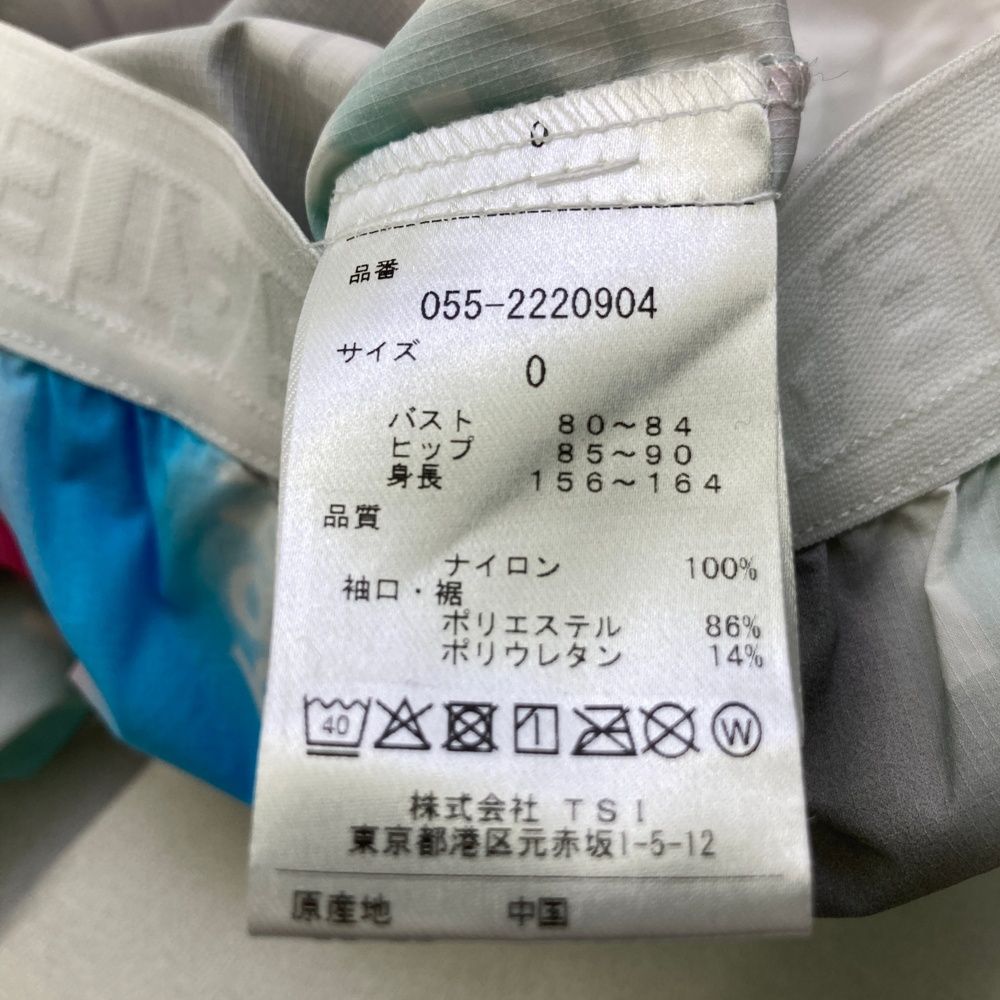 0
品番
055-2220904
サイズ
0
バスト 80～84
ヒップ 85～90
身長 156～164
品質
ナイロン 100%
袖口・裾
ポリエステル 86%
ポリウレタン 14%
40 W
株式会社 TSI
東京都港区元赤坂1-5-12
原産地 中国